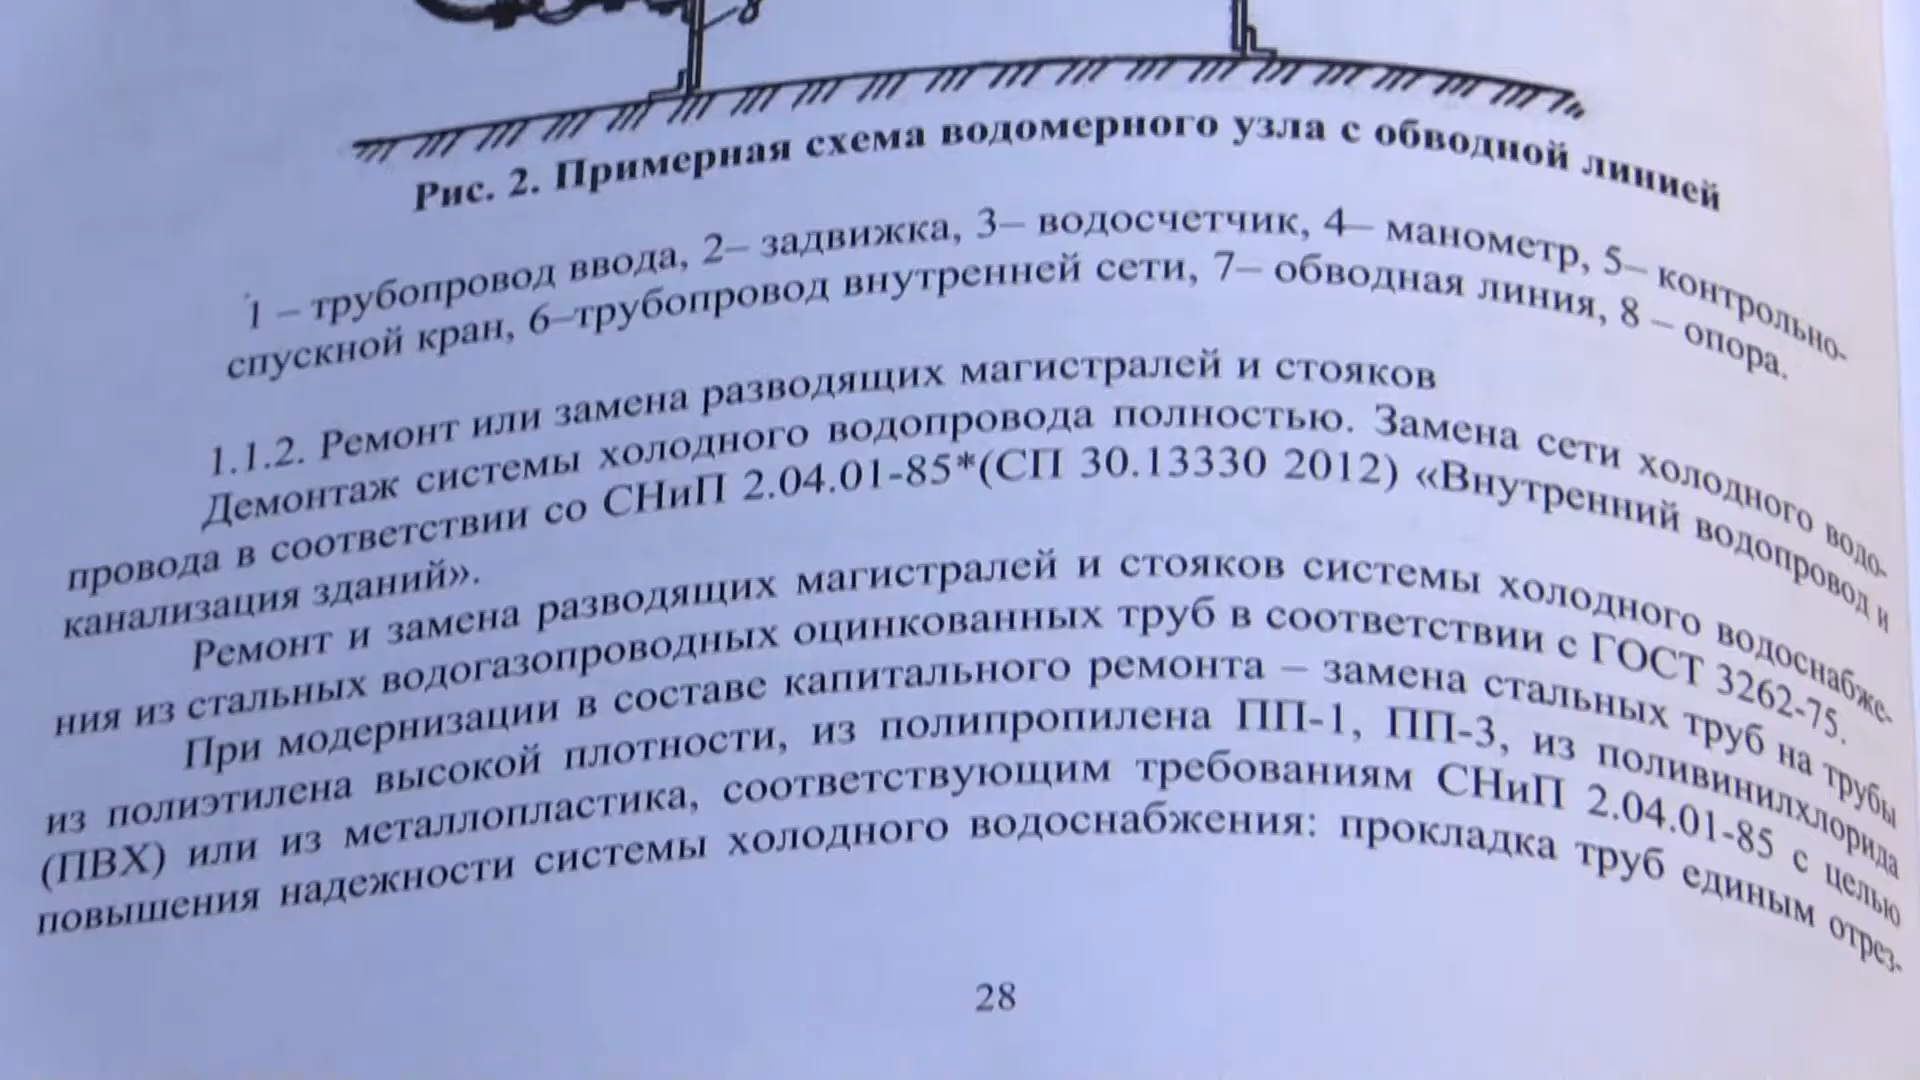 8
Рис. 2. Примерная схема водомерного узла с обводной линией
1 – трубопровод ввода, 2– задвижка, 3– водосчетчик, 4– манометр, 5– контрольно-
спускной кран, 6–трубопровод внутренней сети, 7– обводная линия, 8 – опора.
1.1.2. Ремонт или замена разводящих магистралей и стояков
Демонтаж системы холодного водопровода полностью. Замена сети холодного водо-
провода в соответствии со СНиП 2.04.01-85*(СП 30.13330 2012) «Внутренний водопровод и
канализация зданий».
Ремонт и замена разводящих магистралей и стояков системы холодного водоснабже-
ния из стальных водогазопроводных оцинкованных труб в соответствии с ГОСТ 3262-75.
При модернизации в составе капитального ремонта – замена стальных труб на трубы
из полиэтилена высокой плотности, из полипропилена ПП-1, ПП-3, из поливинилхлорида
(ПВХ) или из металлопластика, соответствующим требованиям СНиП 2.04.01-85 с целью
повышения надежности системы холодного водоснабжения: прокладка труб единым отрез-
28